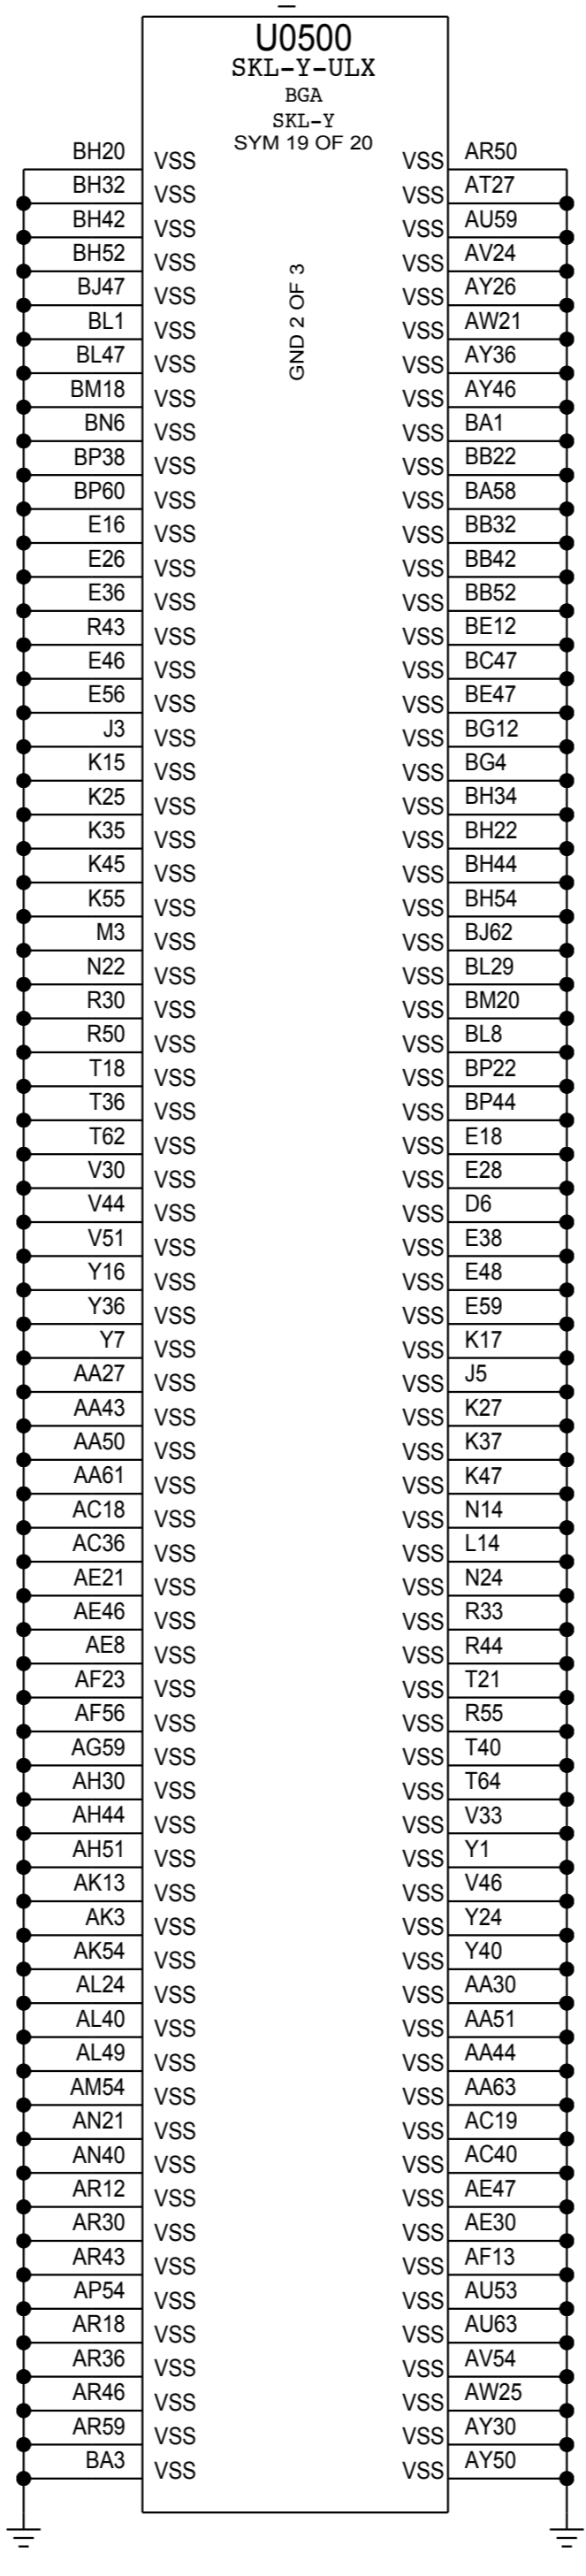 U0500
SKL-Y-ULX
BGA
SKL-Y
SYM 19 OF 20
GND 2 OF 3
BH20 VSS VSS AR50
BH32 VSS VSS AT27
BH42 VSS VSS AU59
BH52 VSS VSS AV24
BJ47 VSS VSS AY26
BL1 VSS VSS AW21
BL47 VSS VSS AY36
BM18 VSS VSS AY46
BN6 VSS VSS BA1
BP38 VSS VSS BB22
BP60 VSS VSS BA58
E16 VSS VSS BB32
E26 VSS VSS BB42
E36 VSS VSS BB52
R43 VSS VSS BE12
E46 VSS VSS BC47
E56 VSS VSS BE47
J3 VSS VSS BG12
K15 VSS VSS BG4
K25 VSS VSS BH34
K35 VSS VSS BH22
K45 VSS VSS BH44
K55 VSS VSS BH54
M3 VSS VSS BJ62
N22 VSS VSS BL29
R30 VSS VSS BM20
R50 VSS VSS BL8
T18 VSS VSS BP22
T36 VSS VSS BP44
T62 VSS VSS E18
V30 VSS VSS E28
V44 VSS VSS D6
V51 VSS VSS E38
Y16 VSS VSS E48
Y36 VSS VSS E59
Y7 VSS VSS K17
AA27 VSS VSS J5
AA43 VSS VSS K27
AA50 VSS VSS K37
AA61 VSS VSS K47
AC18 VSS VSS N14
AC36 VSS VSS L14
AE21 VSS VSS N24
AE46 VSS VSS R33
AE8 VSS VSS R44
AF23 VSS VSS T21
AF56 VSS VSS R55
AG59 VSS VSS T40
AH30 VSS VSS T64
AH44 VSS VSS V33
AH51 VSS VSS Y1
AK13 VSS VSS V46
AK3 VSS VSS Y24
AK54 VSS VSS Y40
AL24 VSS VSS AA30
AL40 VSS VSS AA51
AL49 VSS VSS AA44
AM54 VSS VSS AA63
AN21 VSS VSS AC19
AN40 VSS VSS AC40
AR12 VSS VSS AE47
AR30 VSS VSS AE30
AR43 VSS VSS AF13
AP54 VSS VSS AU53
AR18 VSS VSS AU63
AR36 VSS VSS AV54
AR46 VSS VSS AW25
AR59 VSS VSS AY30
BA3 VSS VSS AY50